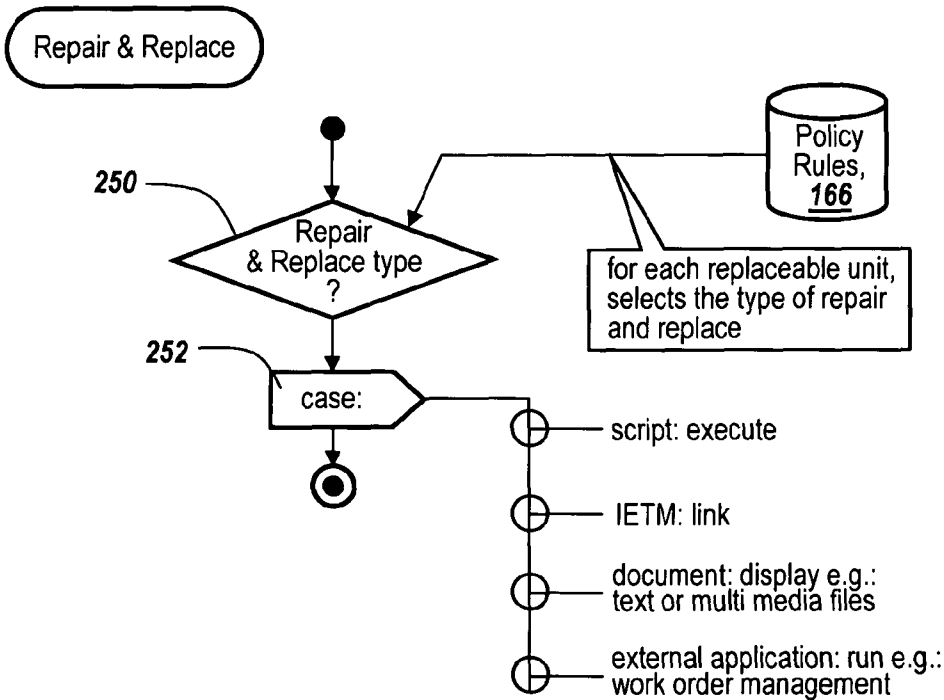 Repair & Replace
Policy
Rules,
166
250
Repair
& Replace type
?
for each replaceable unit,
selects the type of repair
and replace
252
case:
script: execute
IETM: link
document: display e.g.:
text or multi media files
external application: run e.g.:
work order management